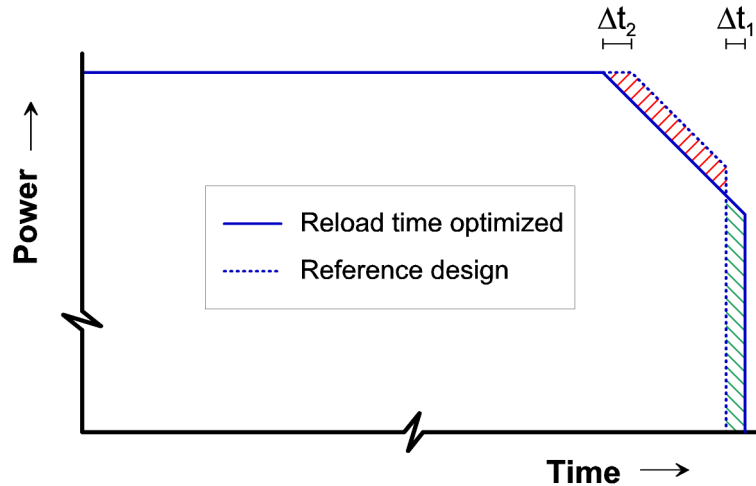 Δt₂ Δt₁
Power
Reload time optimized
Reference design
Time